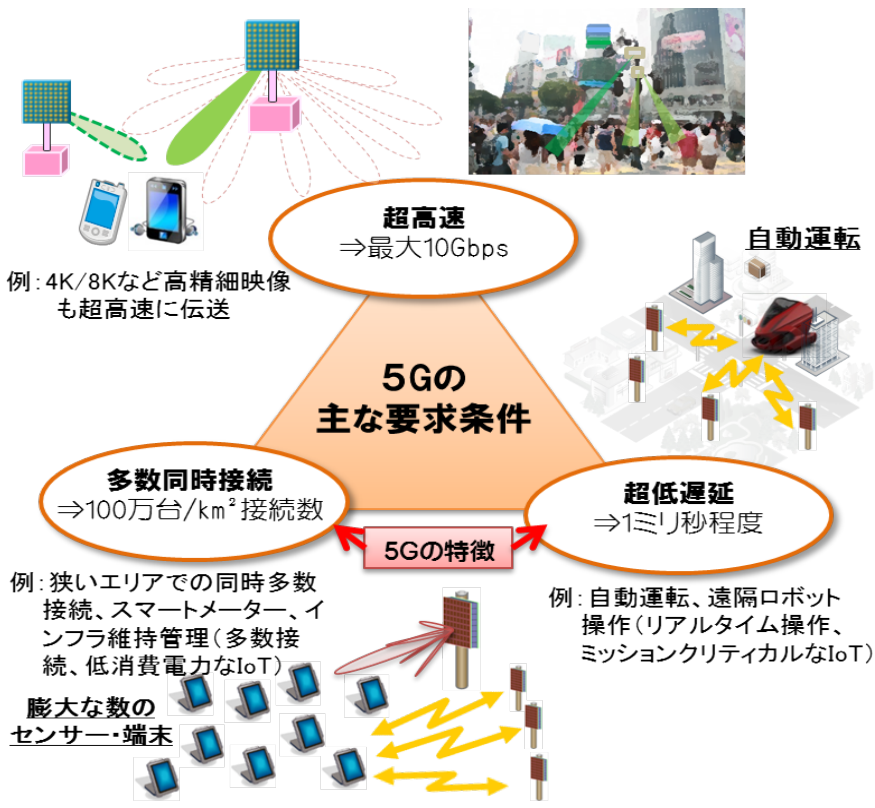 超高速
⇒最大10Gbps
例:4K/8Kなど高精細映像
も超高速に伝送
自動運転
5Gの
主な要求条件
多数同時接続
⇒100万台/km²接続数
超低遅延
⇒1ミリ秒程度
5Gの特徴
例:狭いエリアでの同時多数
接続、スマートメーター、イ
ンフラ維持管理(多数接
続、低消費電力なIoT)
例:自動運転、遠隔ロボット
操作(リアルタイム操作、
ミッションクリティカルなIoT)
膨大な数の
センサー・端末